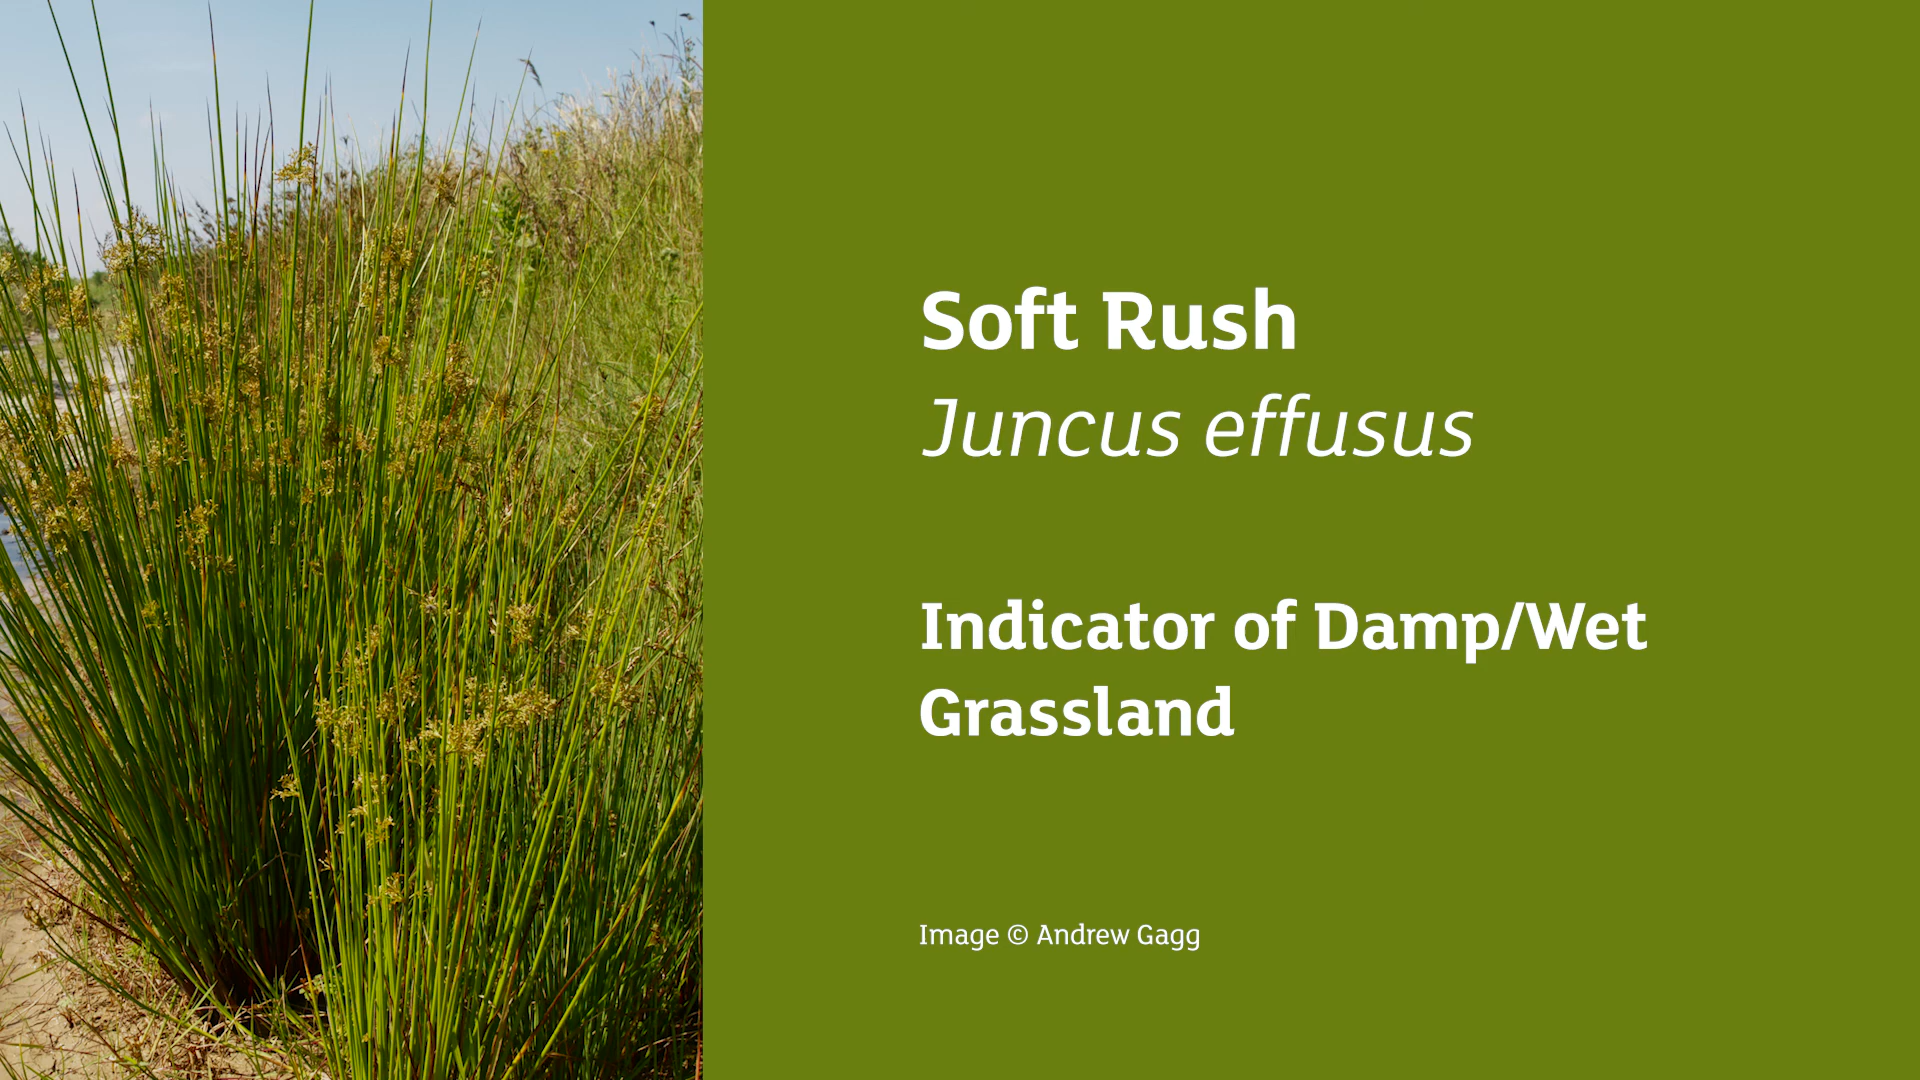 Soft Rush
Juncus effusus
Indicator of Damp/Wet
Grassland
Image © Andrew Gagg